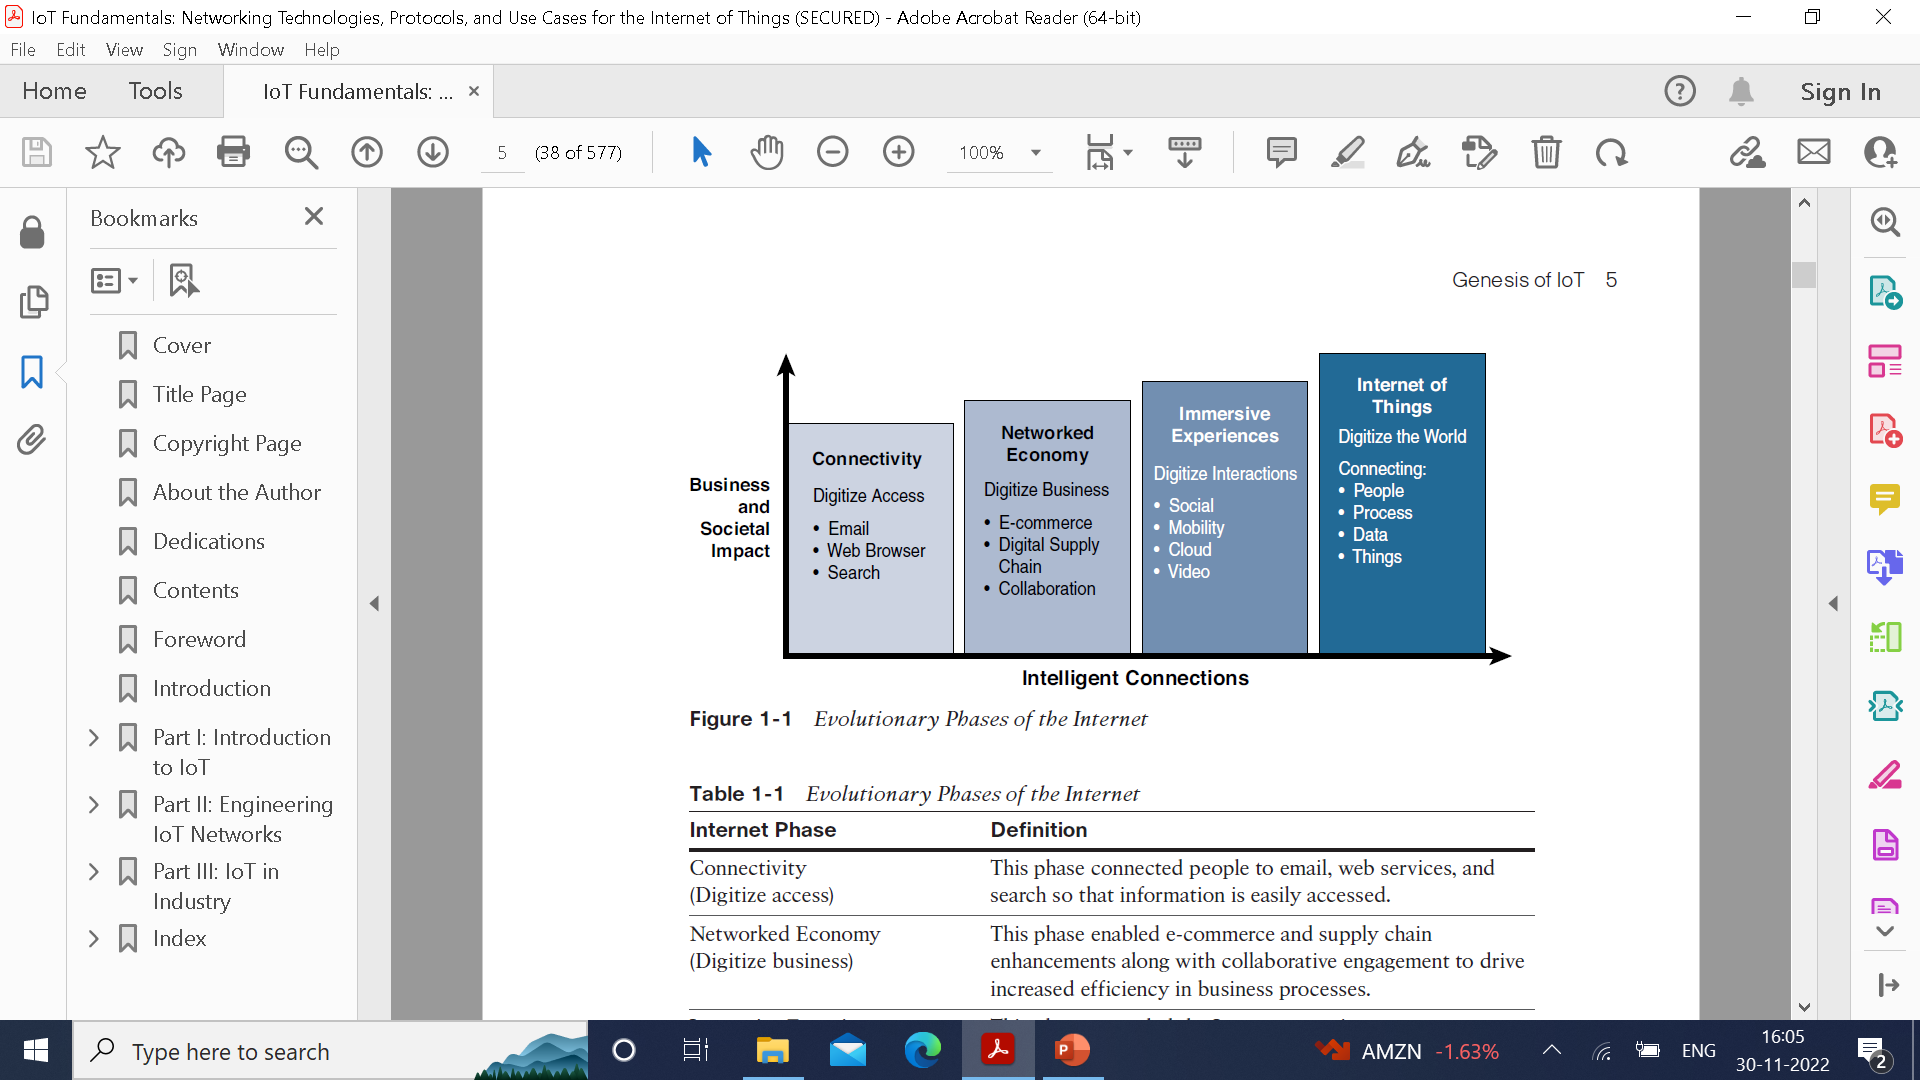 IoT Fundamentals: Networking Technologies, Protocols, and Use Cases for the Internet of Things (SECURED) - Adobe Acrobat Reader (64-bit)
File Edit View Sign Window Help
Home Tools IoT Fundamentals: ... Sign In
5 (38 of 577) 100%
Bookmarks
Cover
Title Page
Copyright Page
About the Author
Dedications
Contents
Foreword
Introduction
Part I: Introduction
to IoT
Part II: Engineering
IoT Networks
Part III: IoT in
Industry
Index
Genesis of IoT 5
Business
and
Societal
Impact
Connectivity
Digitize Access
• Email
• Web Browser
• Search
Networked
Economy
Digitize Business
• E-commerce
• Digital Supply
Chain
• Collaboration
Immersive
Experiences
Digitize Interactions
• Social
• Mobility
• Cloud
• Video
Internet of
Things
Digitize the World
Connecting:
• People
• Process
• Data
• Things
Intelligent Connections
Figure 1-1 Evolutionary Phases of the Internet
Table 1-1 Evolutionary Phases of the Internet
Internet Phase Definition
Connectivity
(Digitize access)
This phase connected people to email, web services, and
search so that information is easily accessed.
Networked Economy
(Digitize business)
This phase enabled e-commerce and supply chain
enhancements along with collaborative engagement to drive
increased efficiency in business processes.
Type here to search
AMZN -1.63%
ENG
16:05
30-11-2022
2